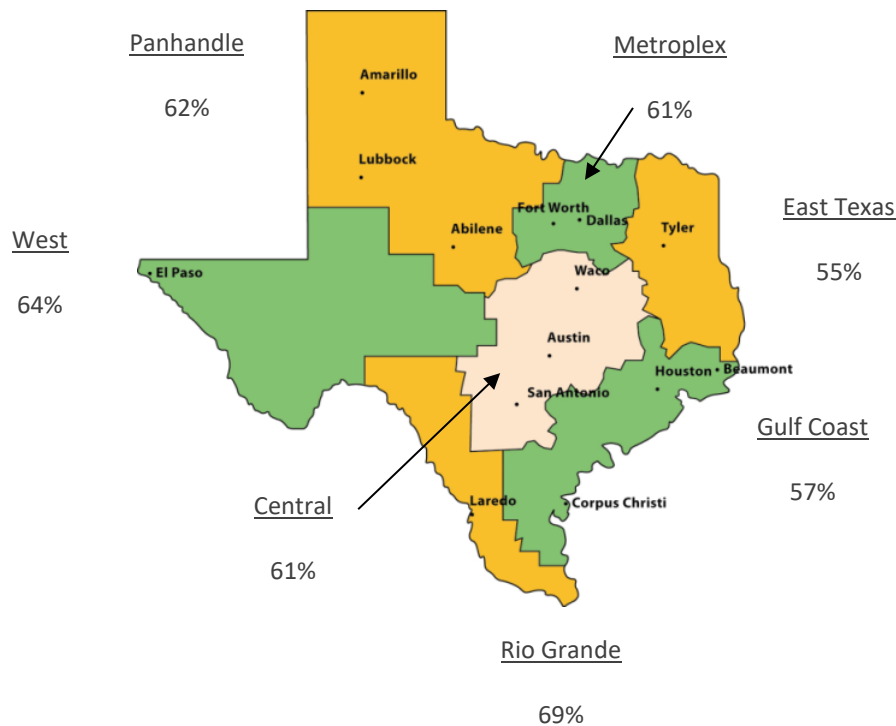 Panhandle
62%
Metroplex
61%
Amarillo
Lubbock
Abilene
Fort Worth
Dallas
Tyler
East Texas
55%
West
64%
El Paso
Waco
Austin
San Antonio
Houston
Beaumont
Gulf Coast
57%
Central
61%
Laredo
Corpus Christi
Rio Grande
69%